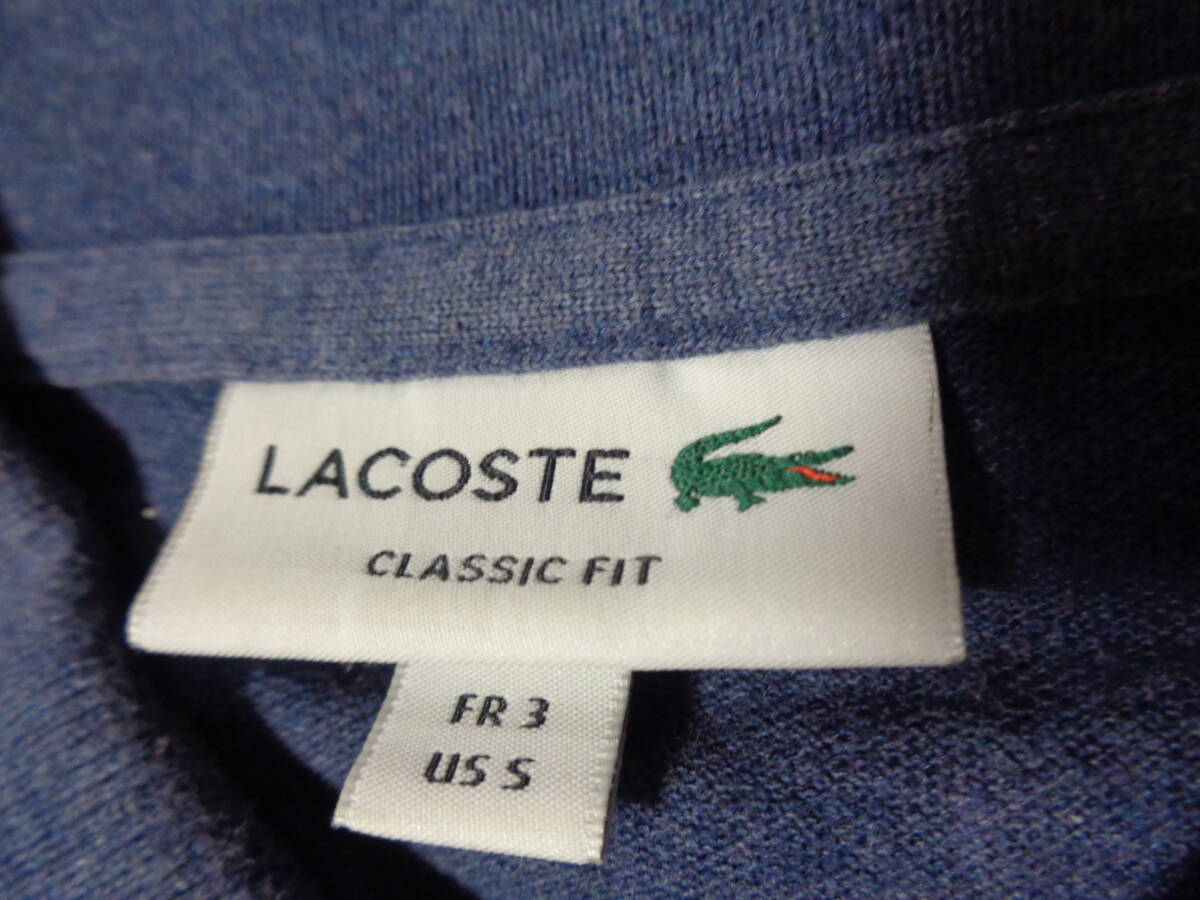 LACOSTE
CLASSIC FIT
FR 3
US S